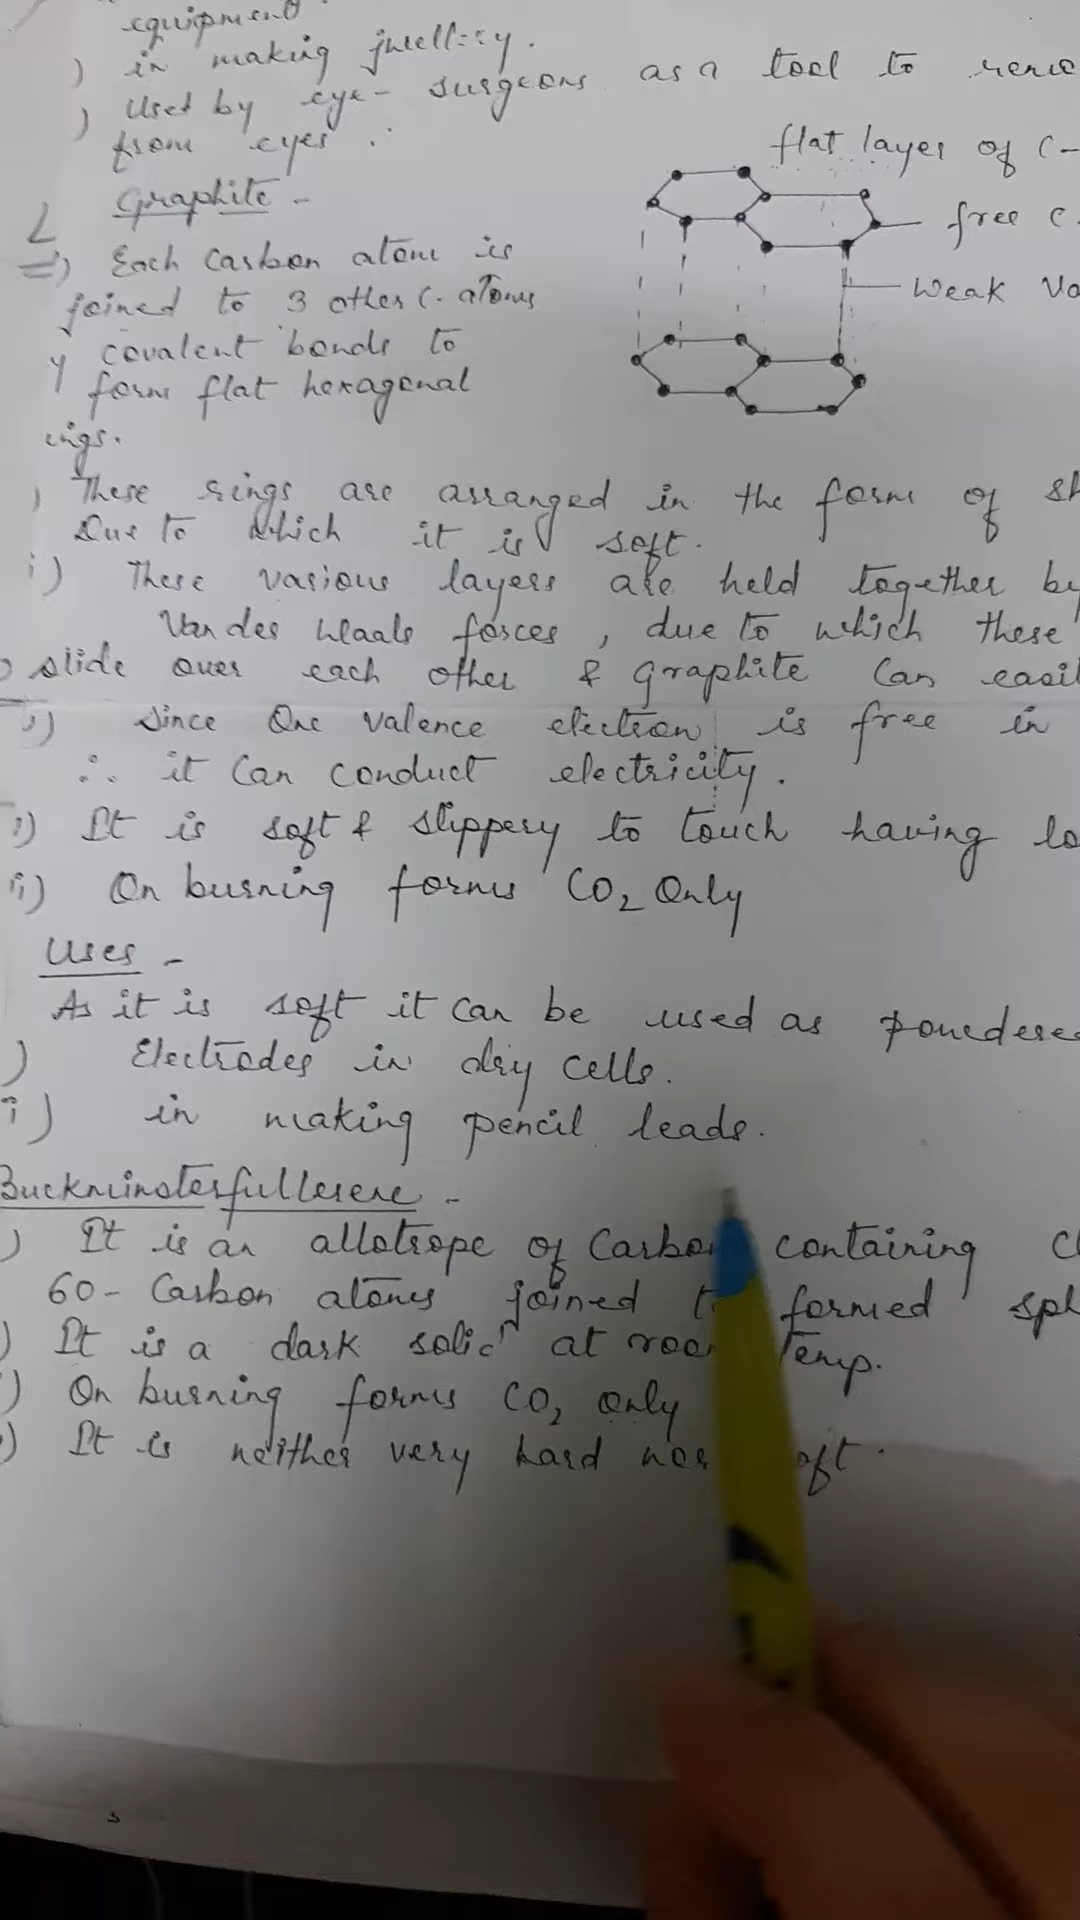 equipment
) in making jwellery.
) Used by eye- surgeons as a tool to
from eyes.
flat layer of C-
Graphite -
free C
Each Carbon atom is
Weak Va
joined to 3 other C-atoms
y covalent bonds to
form flat hexagonal
ings.
) These rings are arranged in the form of sh
Due to which it is soft.
i) These various layers are held together by
Van der Waals forces, due to which these
slide over each other & graphite Can easil
i) Since One valence electron is free in
∴ it Can conduct electricity.
i) It is soft & slippery to touch having lo
ii) On burning forms CO₂ Only
Uses -
As it is soft it Can be used as powdere
) Electrodes in dry cells.
i) in making pencil leads.
Buckminsterfullerene -
) It is an allotrope of Carbon containing Cl
60 - Carbon atoms joined t formed sph
) It is a dark solid at room Temp.
) On burning forms CO₂ only
) It is neither very hard nor oft.